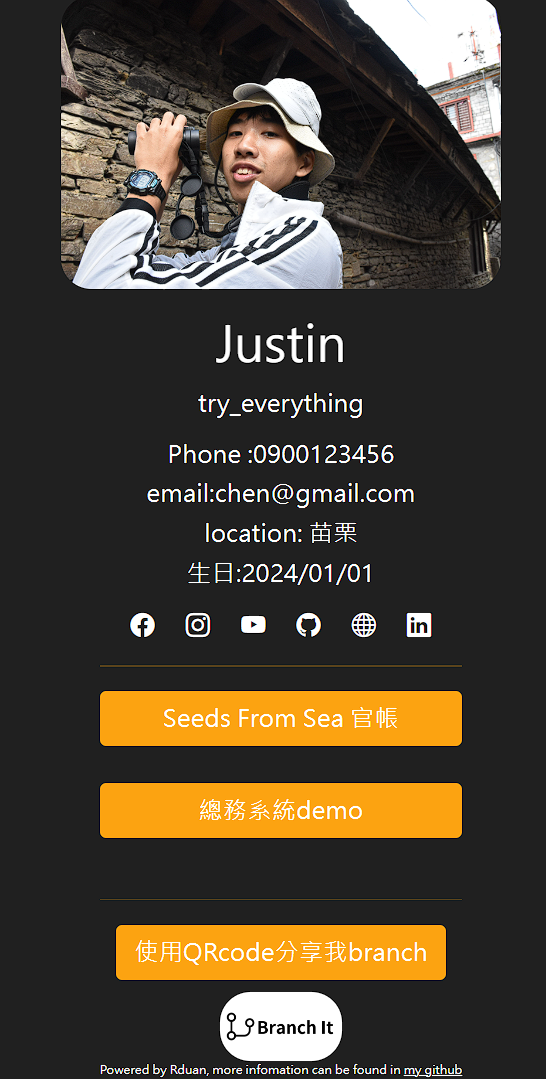 Justin
try_everything
Phone :0900123456
email:chen@gmail.com
location: 苗栗
生日:2024/01/01
Seeds From Sea 官帳
總務系統demo
使用QRcode分享我branch
Branch It
Powered by Rduan, more infomation can be found in my github